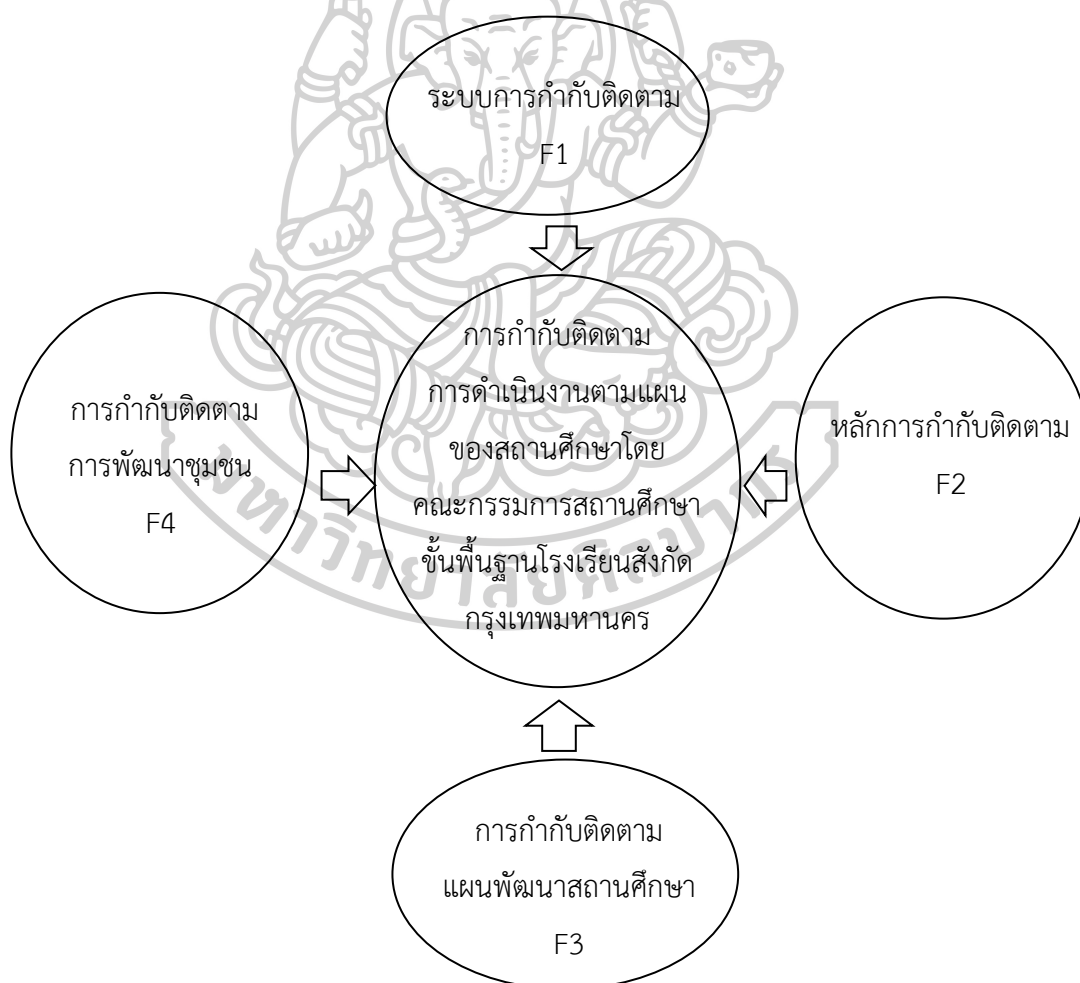 ระบบการกำกับติดตาม
F1
การกำกับติดตาม
การดำเนินงานตามแผน
ของสถานศึกษาโดย
คณะกรรมการสถานศึกษา
ขั้นพื้นฐานโรงเรียนสังกัด
กรุงเทพมหานคร
การกำกับติดตาม
การพัฒนาชุมชน
F4
หลักการกำกับติดตาม
F2
การกำกับติดตาม
แผนพัฒนาสถานศึกษา
F3